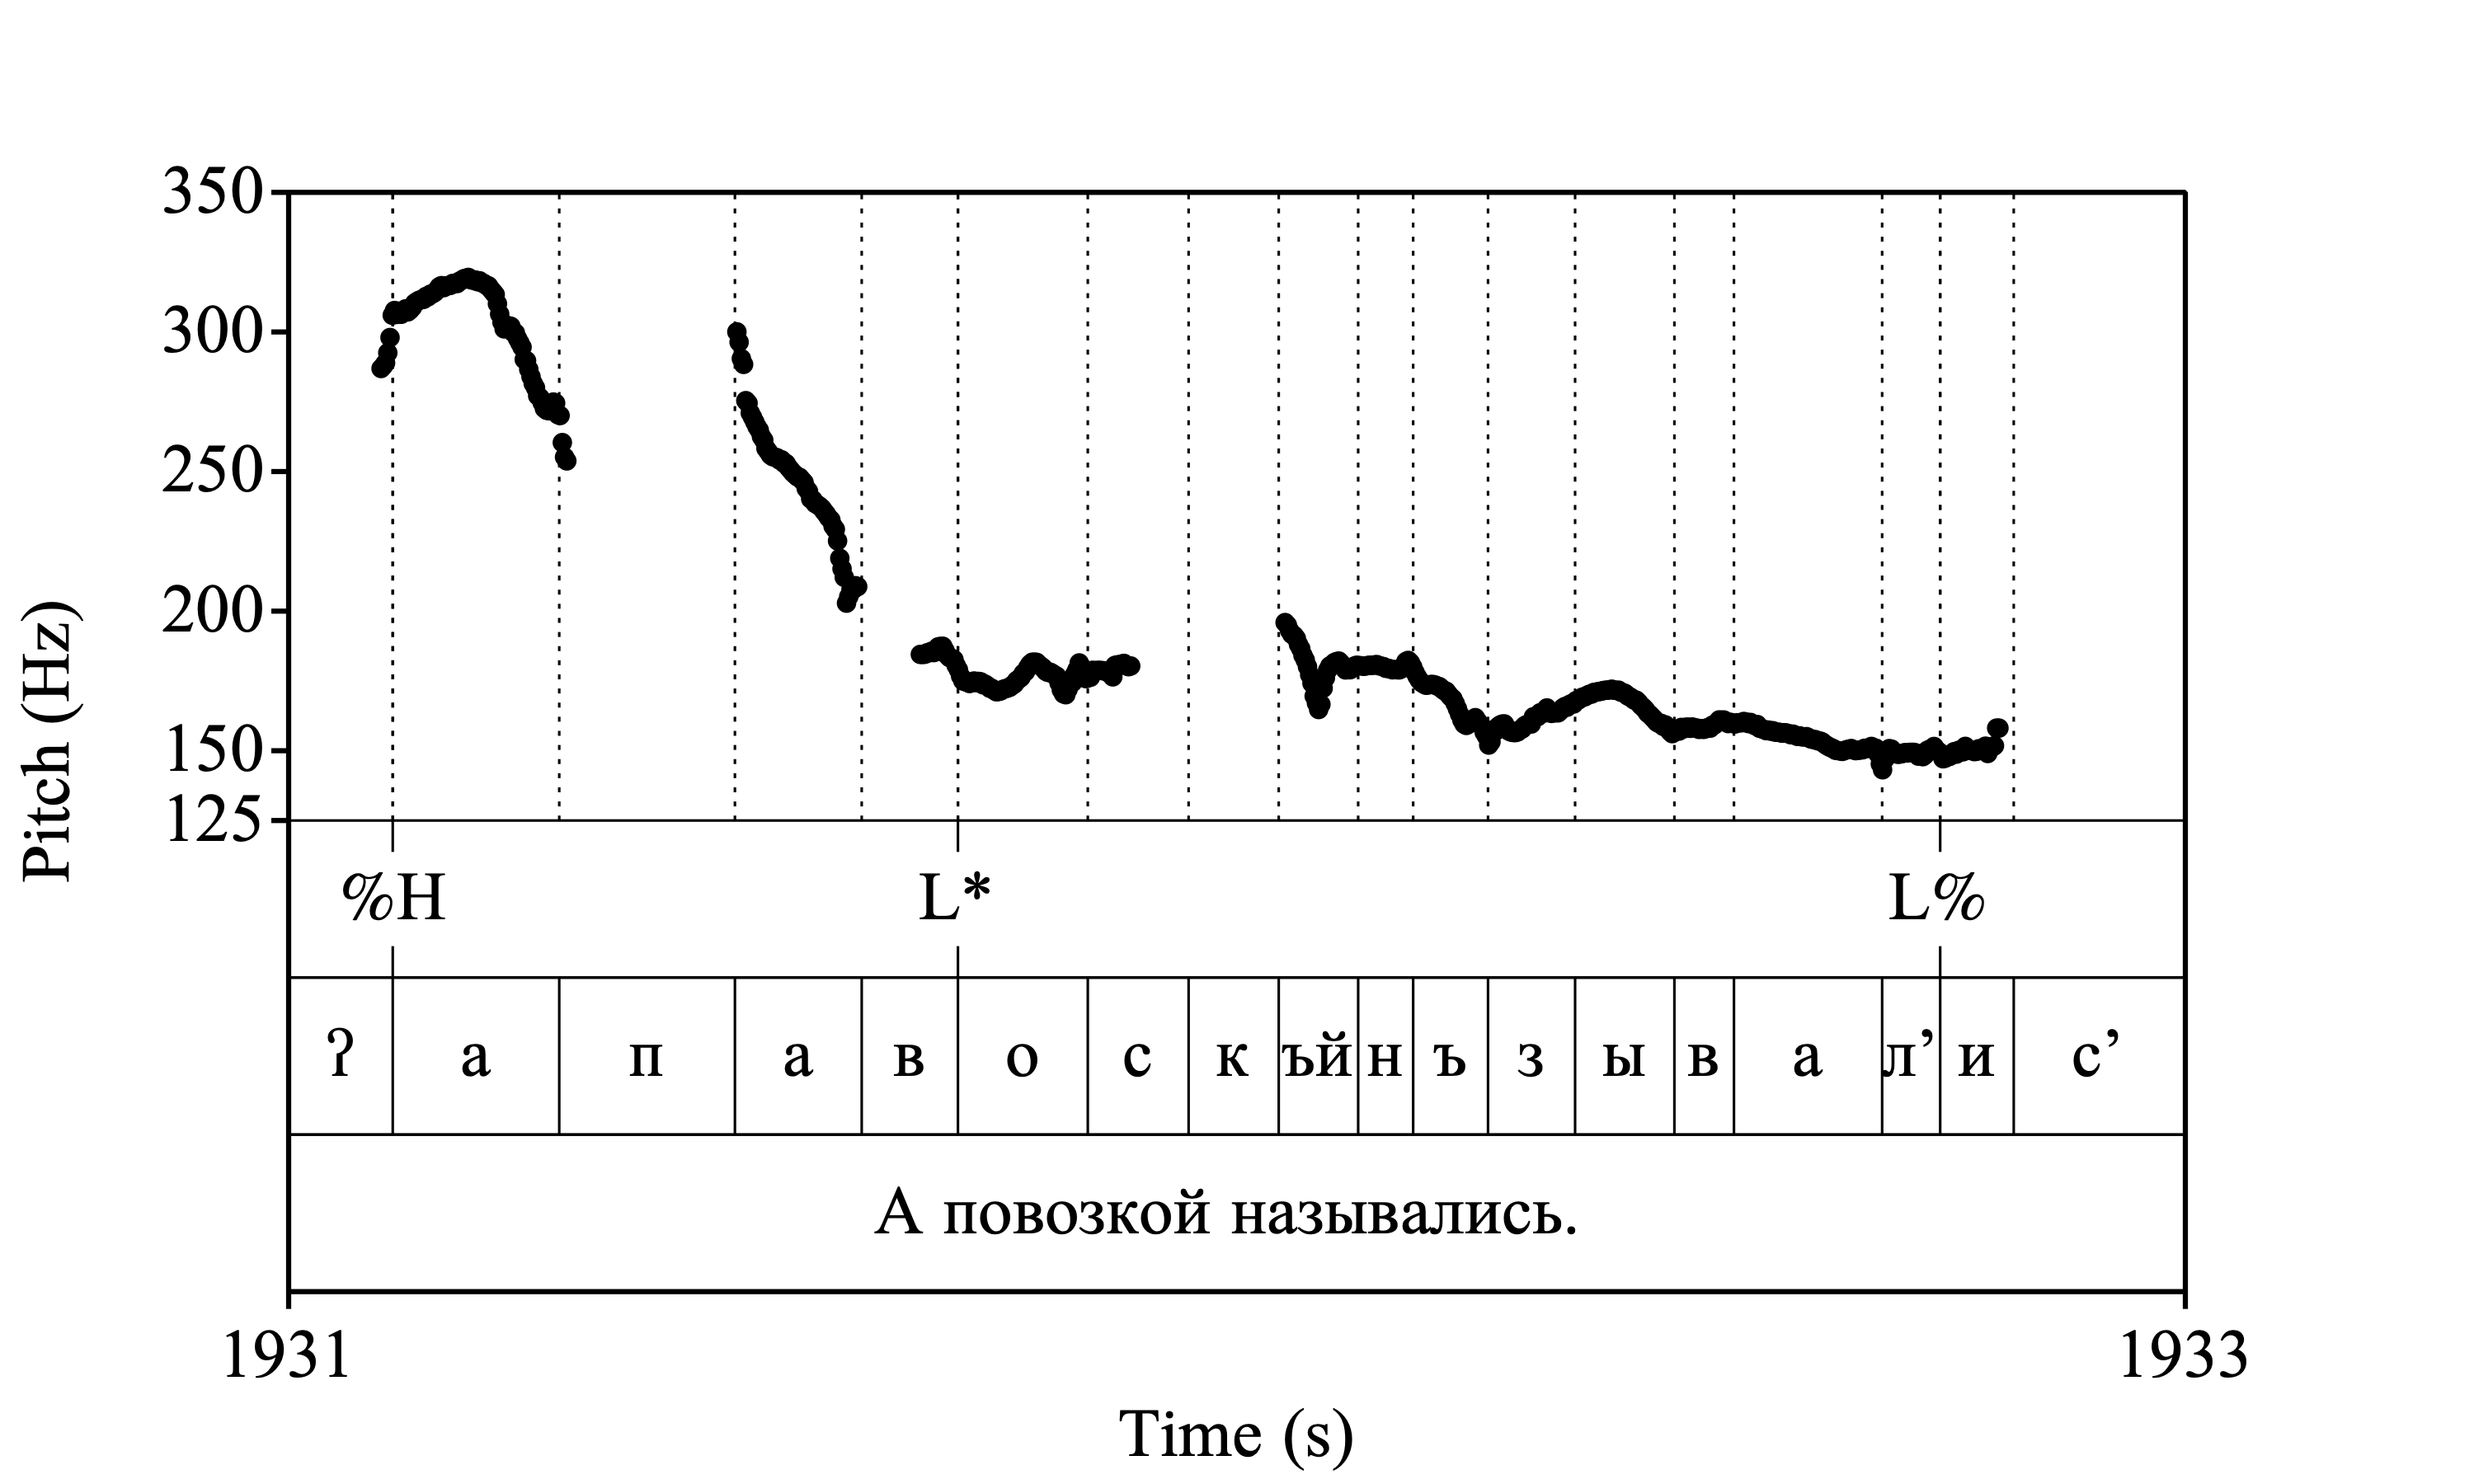 Pitch (Hz)
350
300
250
200
150
125
%H L* L%
ʔ а п а в о с к ъй н ъ з ы в а л’ и с’
А повозкой назывались.
1931 1933
Time (s)